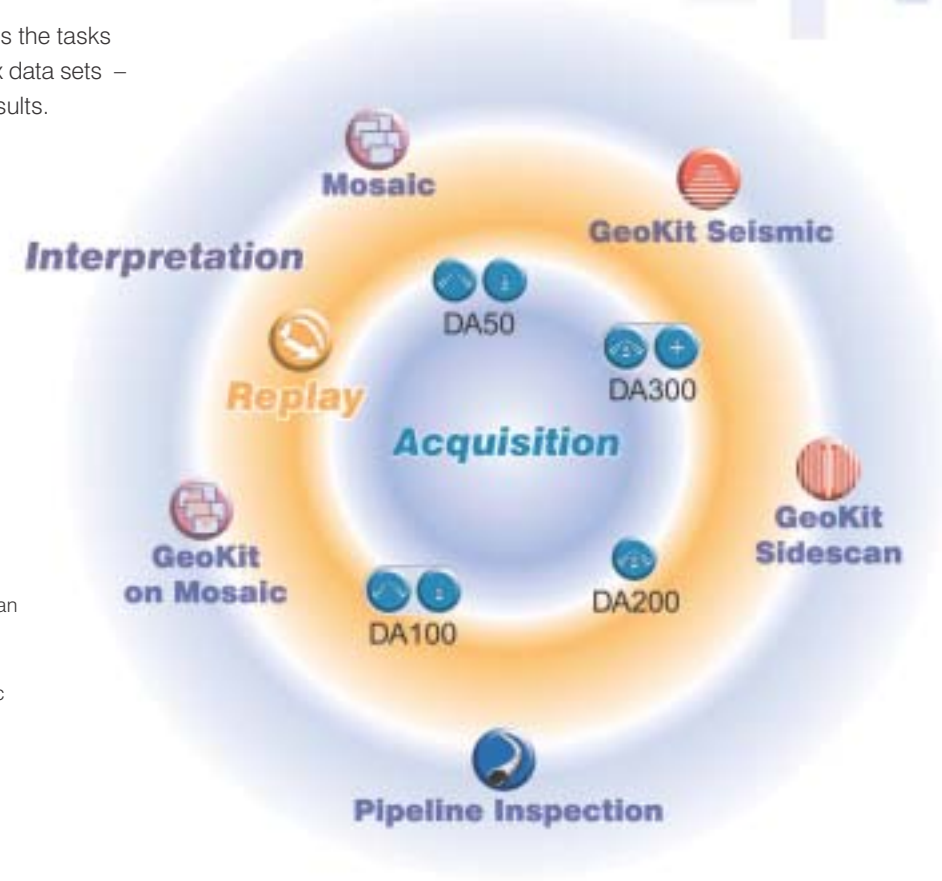 s the tasks
x data sets –
sults.
Mosaic
GeoKit Seismic
Interpretation
DA50
DA300
Replay
Acquisition
GeoKit
Sidescan
GeoKit
on Mosaic
DA200
an
DA100
c
Pipeline Inspection